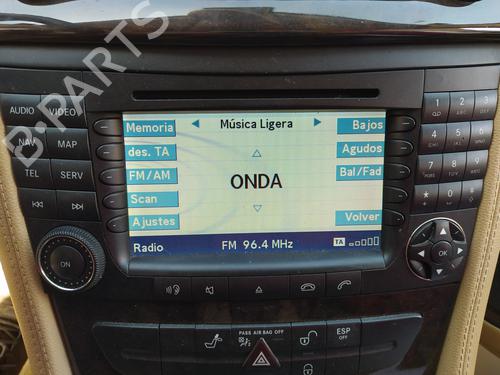 B-PARTS
AUDIO VIDEO
NAV MAP
TEL SERV
ON
Memoria
des. TA
FM/AM
Scan
Ajustes
Música Ligera
ONDA
Bajos
Agudos
Bal/Fad
Volver
Radio FM 96.4 MHz TA
1 2 3
4 5 6
7 8 9
* 0 #
OK
PASS AIR BAG OFF
ESP
OFF